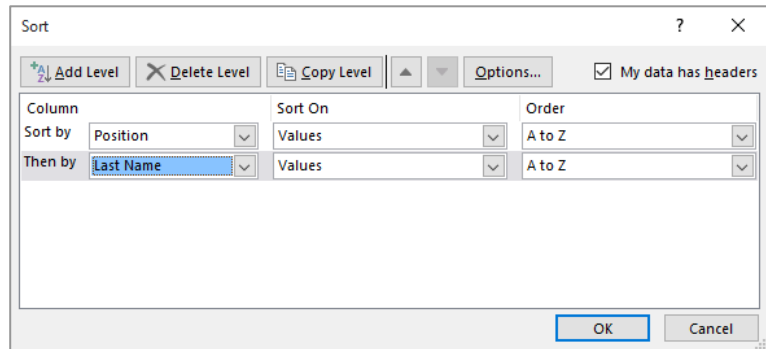 Sort ? X
Add Level Delete Level Copy Level Options... My data has headers
Column Sort On Order
Sort by Position Values A to Z
Then by Last Name Values A to Z
OK Cancel